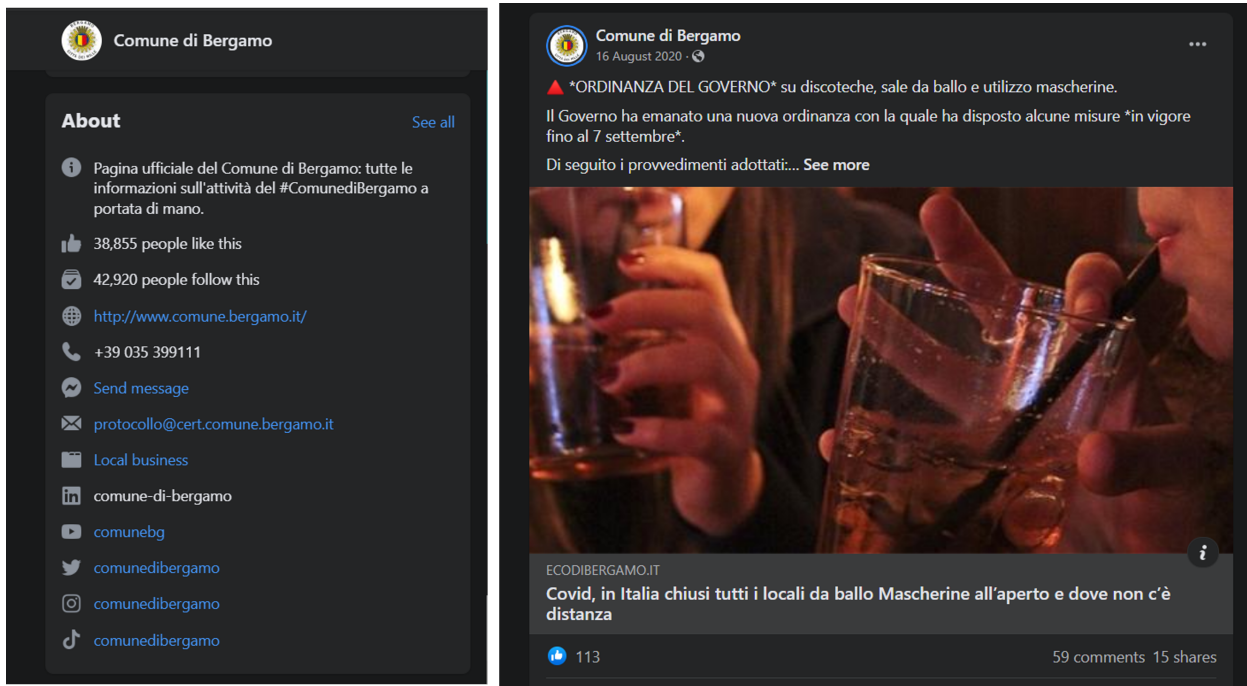 Comune di Bergamo
About
See all
Pagina ufficiale del Comune di Bergamo: tutte le
informazioni sull'attività del #ComunediBergamo a
portata di mano.
38,855 people like this
42,920 people follow this
http://www.comune.bergamo.it/
+39 035 399111
Send message
protocollo@cert.comune.bergamo.it
Local business
comune-di-bergamo
comunebg
comunedibergamo
comunedibergamo
comunedibergamo
Comune di Bergamo
16 August 2020 ·
*ORDINANZA DEL GOVERNO* su discoteche, sale da ballo e utilizzo mascherine.
Il Governo ha emanato una nuova ordinanza con la quale ha disposto alcune misure *in vigore
fino al 7 settembre*.
Di seguito i provvedimenti adottati:... See more
ECODIBERGAMO.IT
Covid, in Italia chiusi tutti i locali da ballo Mascherine all'aperto e dove non c'è
distanza
113
59 comments 15 shares